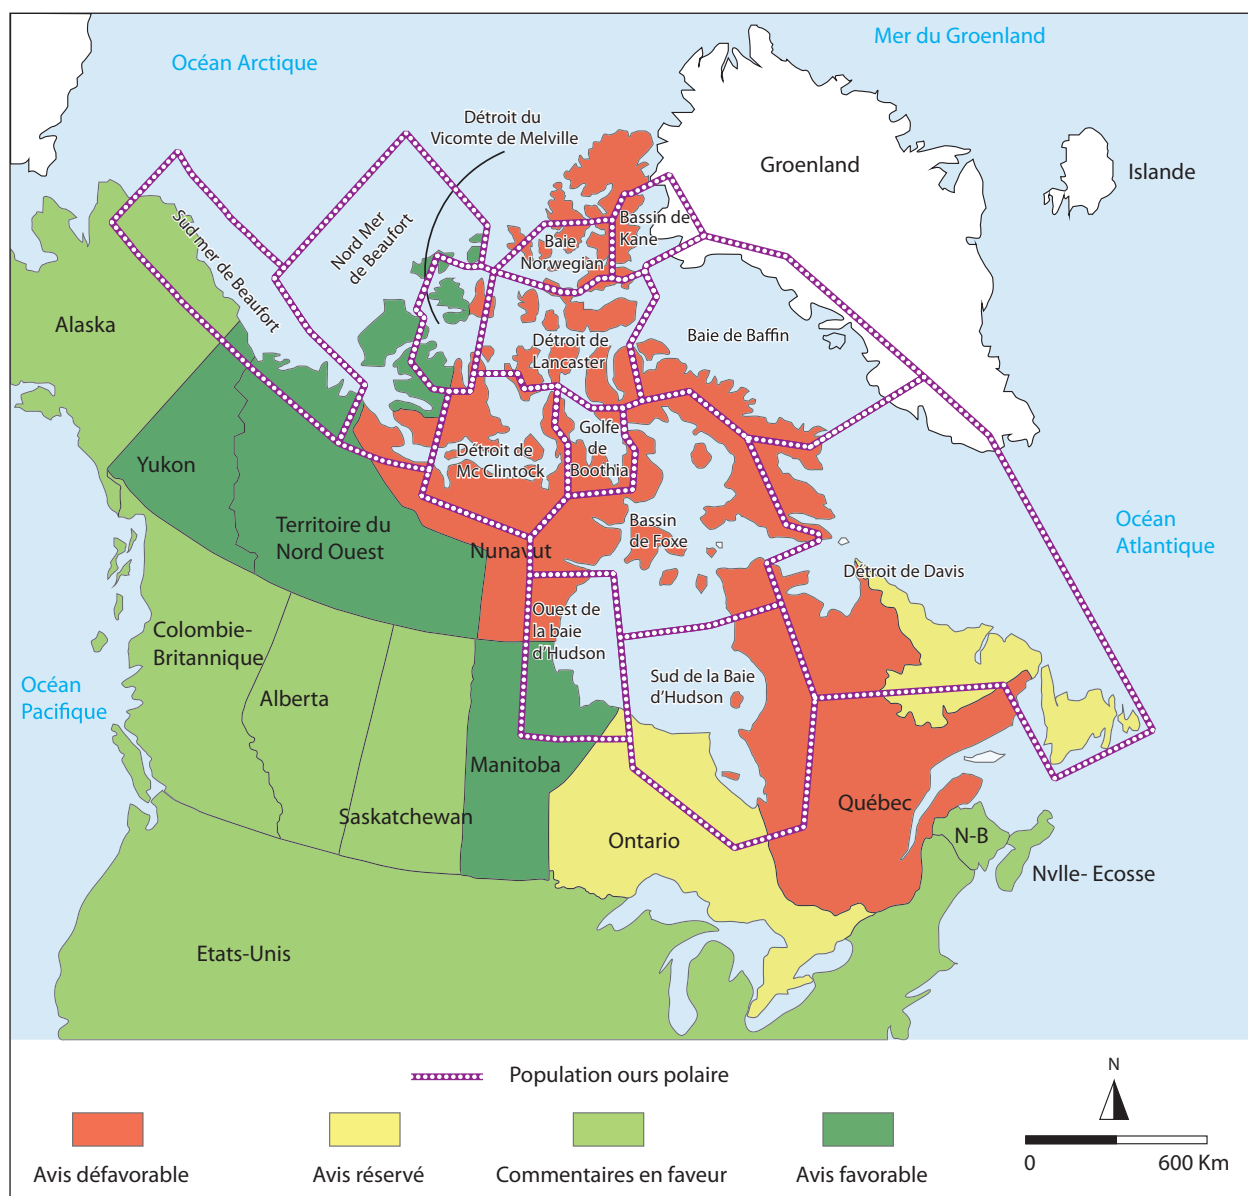 Océan Arctique
Mer du Groenland
Détroit du
Vicomte de Melville
Groenland
Islande
Sud mer de Beaufort
Nord Mer
de Beaufort
Bassin de
Kane
Baie
Norwegian
Alaska
Détroit de
Lancaster
Baie de Baffin
Yukon
Détroit de
Mc Clintock
Golfe
de
Boothia
Territoire du
Nord Ouest
Nunavut
Bassin
de Foxe
Océan
Atlantique
Détroit de Davis
Colombie-
Britannique
Ouest de
la baie
d'Hudson
Océan
Pacifique
Alberta
Sud de la Baie
d'Hudson
Manitoba
Saskatchewan
Québec
Ontario
N-B
Nvlle- Ecosse
Etats-Unis
Population ours polaire
N
Avis défavorable
Avis réservé
Commentaires en faveur
Avis favorable
0
600 Km